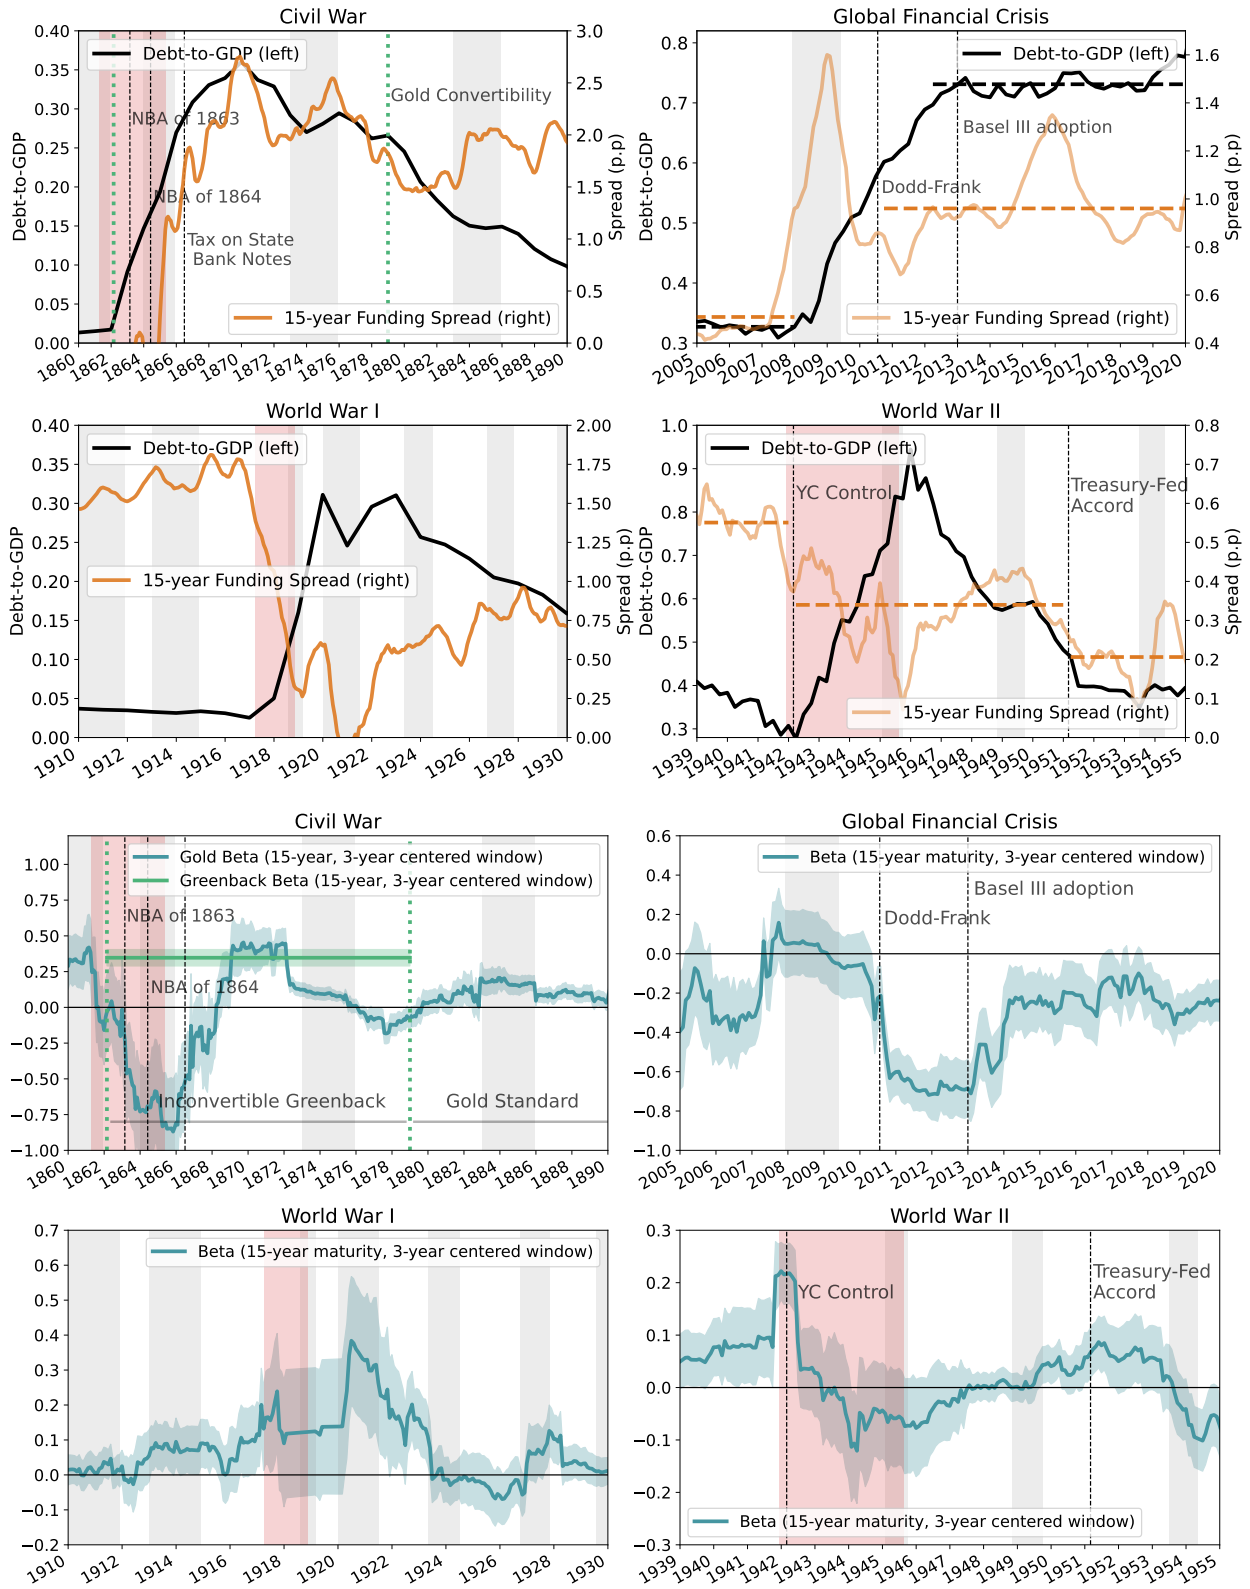 Civil War
Debt-to-GDP (left)
NBA of 1863
NBA of 1864
Tax on State
Bank Notes
Gold Convertibility
15-year Funding Spread (right)
Debt-to-GDP
Spread (p.p)
0.40
0.35
0.30
0.25
0.20
0.15
0.10
0.05
0.00
3.0
2.5
2.0
1.5
1.0
0.5
0.0
1860 1862 1864 1866 1868 1870 1872 1874 1876 1878 1880 1882 1884 1886 1888 1890
Global Financial Crisis
Debt-to-GDP (left)
Basel III adoption
Dodd-Frank
15-year Funding Spread (right)
Debt-to-GDP
0.8
0.7
0.6
0.5
0.4
0.3
1.6
1.4
1.2
1.0
0.8
0.6
0.4
2005 2006 2007 2008 2009 2010 2011 2012 2013 2014 2015 2016 2017 2018 2019 2020
World War I
Debt-to-GDP (left)
15-year Funding Spread (right)
Debt-to-GDP
Spread (p.p)
0.40
0.35
0.30
0.25
0.20
0.15
0.10
0.05
0.00
2.00
1.75
1.50
1.25
1.00
0.75
0.50
0.25
0.00
1910 1912 1914 1916 1918 1920 1922 1924 1926 1928 1930
World War II
Debt-to-GDP (left)
YC Control
Treasury-Fed
Accord
15-year Funding Spread (right)
Debt-to-GDP
1.0
0.9
0.8
0.7
0.6
0.5
0.4
0.3
0.8
0.7
0.6
0.5
0.4
0.3
0.2
0.1
0.0
1939 1940 1941 1942 1943 1944 1945 1946 1947 1948 1949 1950 1951 1952 1953 1954 1955
Civil War
Gold Beta (15-year, 3-year centered window)
Greenback Beta (15-year, 3-year centered window)
NBA of 1863
NBA of 1864
Inconvertible Greenback
Gold Standard
1.00
0.75
0.50
0.25
0.00
−0.25
−0.50
−0.75
−1.00
1860 1862 1864 1866 1868 1870 1872 1874 1876 1878 1880 1882 1884 1886 1888 1890
Global Financial Crisis
Beta (15-year maturity, 3-year centered window)
Basel III adoption
Dodd-Frank
0.6
0.4
0.2
0.0
−0.2
−0.4
−0.6
−0.8
−1.0
2005 2006 2007 2008 2009 2010 2011 2012 2013 2014 2015 2016 2017 2018 2019 2020
World War I
Beta (15-year maturity, 3-year centered window)
0.7
0.6
0.5
0.4
0.3
0.2
0.1
0.0
−0.1
−0.2
1910 1912 1914 1916 1918 1920 1922 1924 1926 1928 1930
World War II
YC Control
Treasury-Fed
Accord
Beta (15-year maturity, 3-year centered window)
0.3
0.2
0.1
0.0
−0.1
−0.2
−0.3
1939 1940 1941 1942 1943 1944 1945 1946 1947 1948 1949 1950 1951 1952 1953 1954 1955